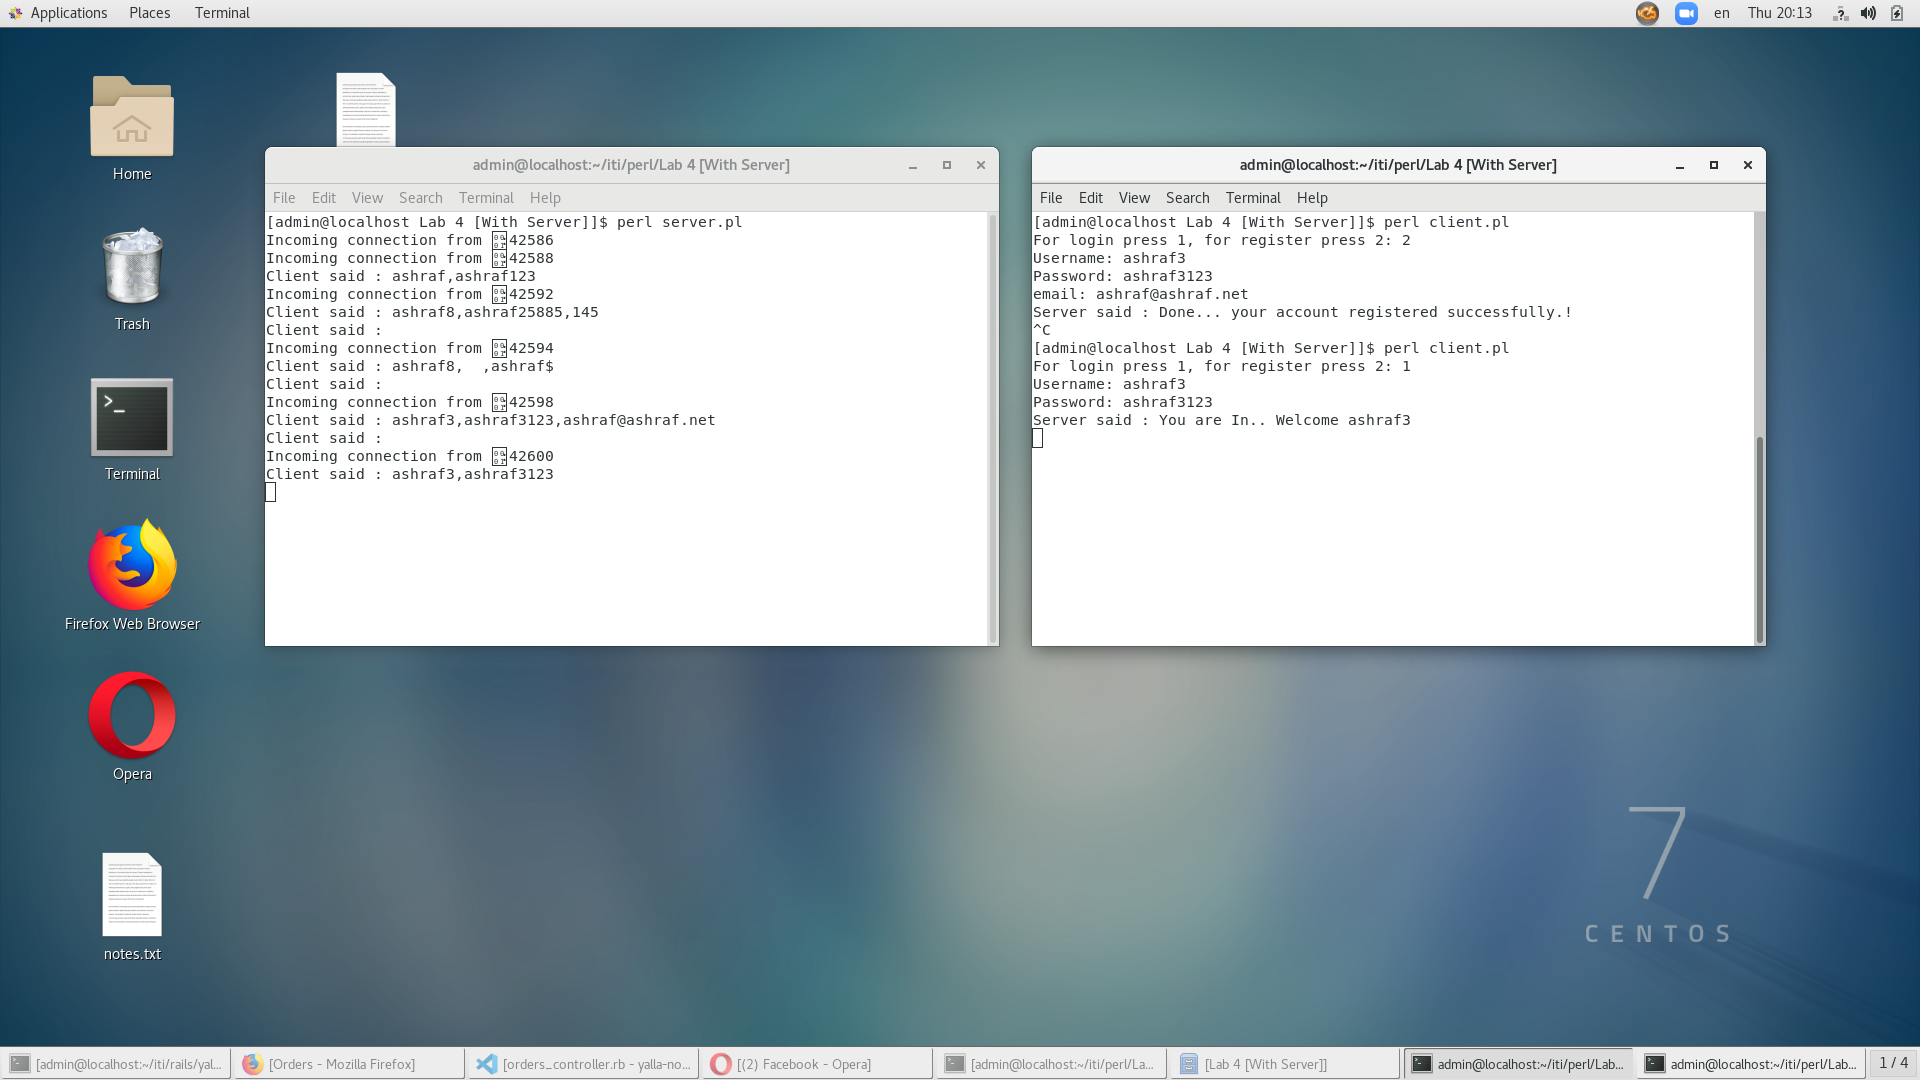 Applications Places Terminal
en Thu 20:13
Home
Trash
Terminal
Firefox Web Browser
Opera
notes.txt
admin@localhost:~/iti/perl/Lab 4 [With Server]
File Edit View Search Terminal Help
[admin@localhost Lab 4 [With Server]]$ perl server.pl
Incoming connection from 42586
Incoming connection from 42588
Client said : ashraf,ashraf123
Incoming connection from 42592
Client said : ashraf8,ashraf25885,145
Client said :
Incoming connection from 42594
Client said : ashraf8,  ,ashraf$
Client said :
Incoming connection from 42598
Client said : ashraf3,ashraf3123,ashraf@ashraf.net
Client said :
Incoming connection from 42600
Client said : ashraf3,ashraf3123
admin@localhost:~/iti/perl/Lab 4 [With Server]
File Edit View Search Terminal Help
[admin@localhost Lab 4 [With Server]]$ perl client.pl
For login press 1, for register press 2: 2
Username: ashraf3
Password: ashraf3123
email: ashraf@ashraf.net
Server said : Done... your account registered successfully.!
^C
[admin@localhost Lab 4 [With Server]]$ perl client.pl
For login press 1, for register press 2: 1
Username: ashraf3
Password: ashraf3123
Server said : You are In.. Welcome ashraf3
7
CENTOS
[admin@localhost:~/iti/rails/yal... [Orders - Mozilla Firefox] [orders_controller.rb - yalla-no... [(2) Facebook - Opera] [admin@localhost:~/iti/perl/La... [Lab 4 [With Server]] admin@localhost:~/iti/perl/Lab... admin@localhost:~/iti/perl/Lab... 1 / 4